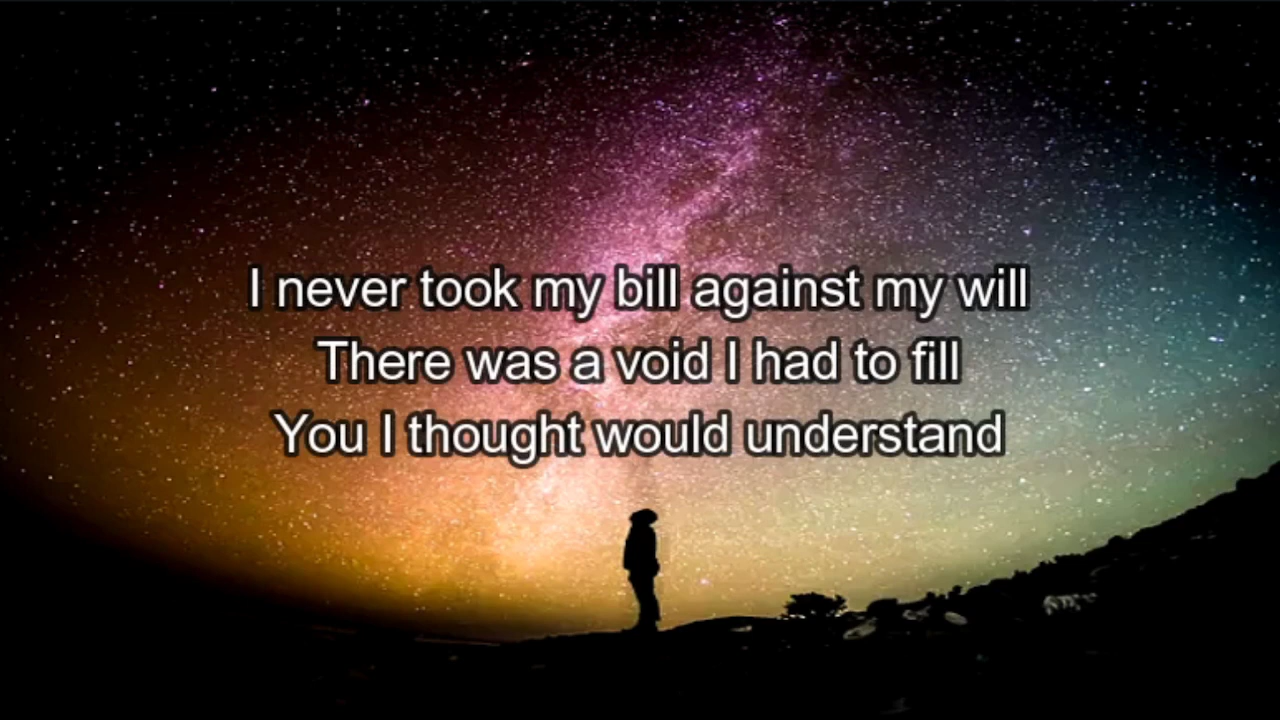 I never took my bill against my will
There was a void I had to fill
You I thought would understand